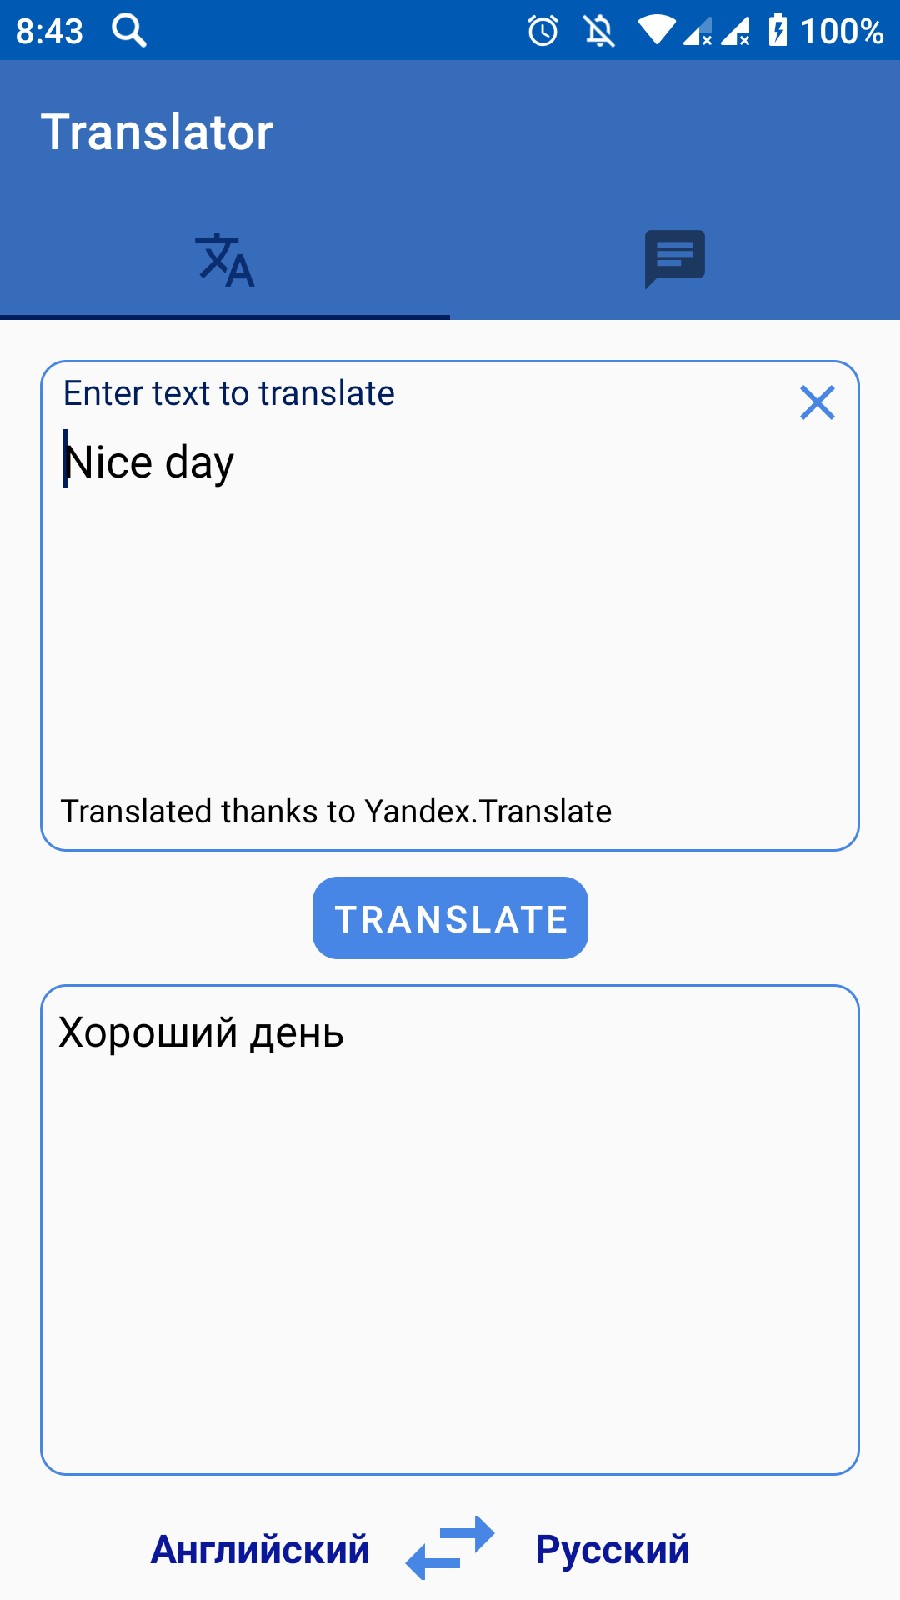 8:43
100%
Translator
Enter text to translate
Nice day
Translated thanks to Yandex.Translate
TRANSLATE
Хороший день
Английский Русский